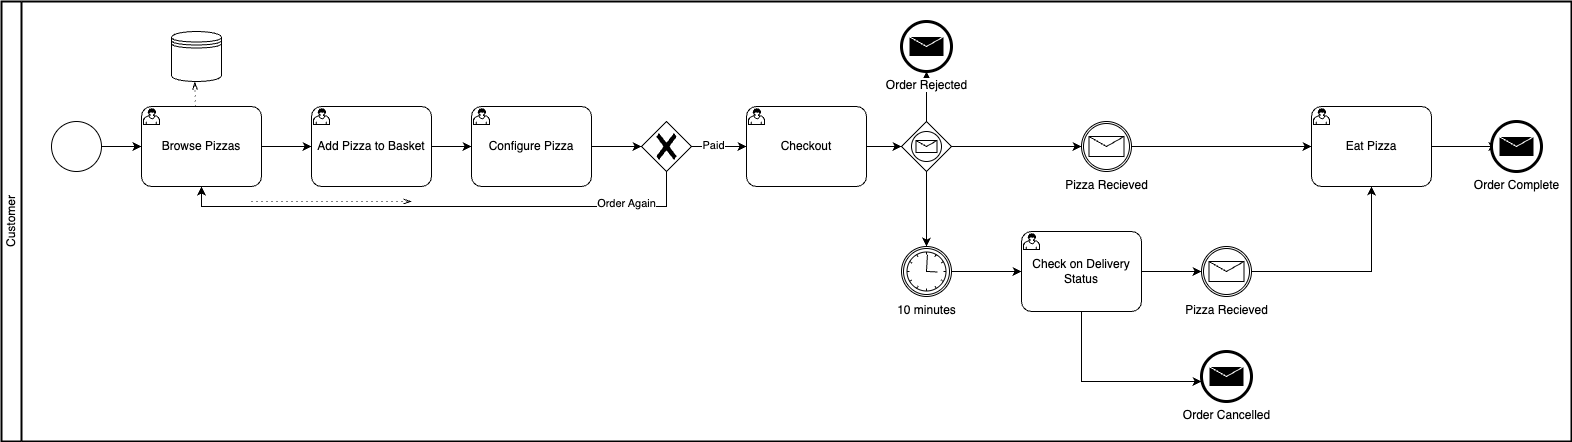 Customer
Browse Pizzas
Add Pizza to Basket
Configure Pizza
Paid
Order Again
Checkout
Order Rejected
Pizza Recieved
Eat Pizza
Order Complete
10 minutes
Check on Delivery
Status
Pizza Recieved
Order Cancelled